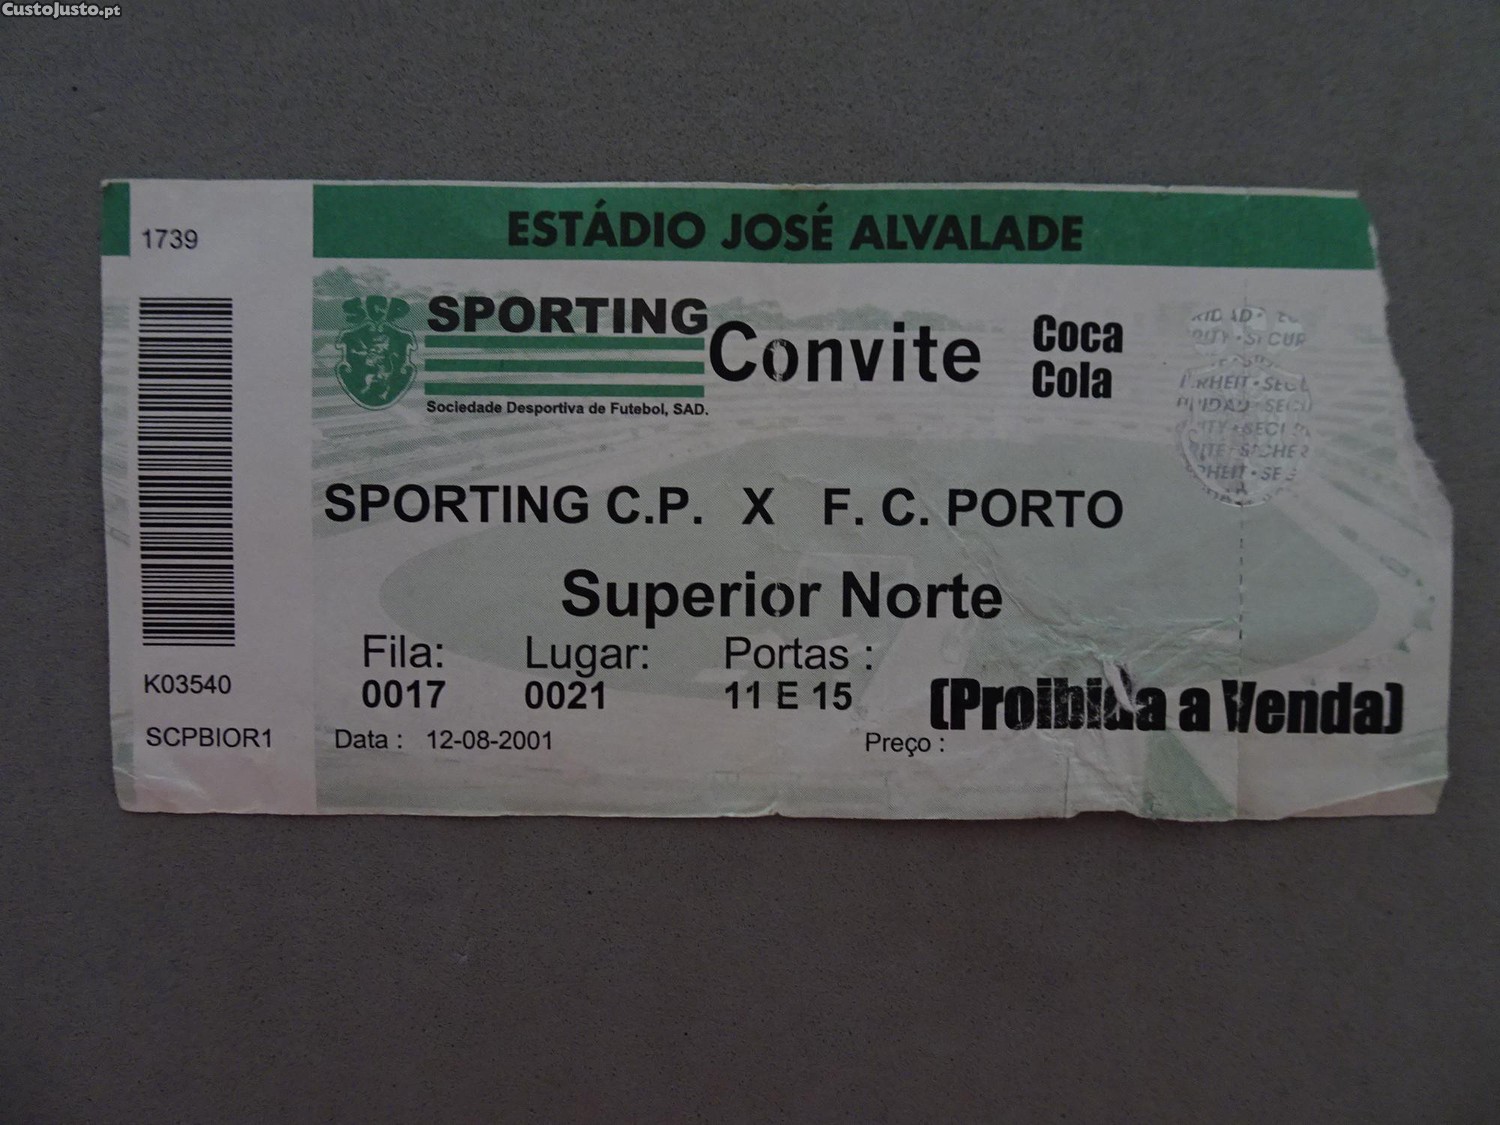 CustoJusto.pt
ESTÁDIO JOSÉ ALVALADE
1739
SCP
SPORTING
Sociedade Desportiva de Futebol, SAD.
Convite
Coca
Cola
SPORTING C.P. X F. C. PORTO
Superior Norte
Fila: Lugar: Portas :
0017 0021 11 E 15
(Proibida a Venda)
K03540
SCPBIOR1
Data : 12-08-2001
Preço :